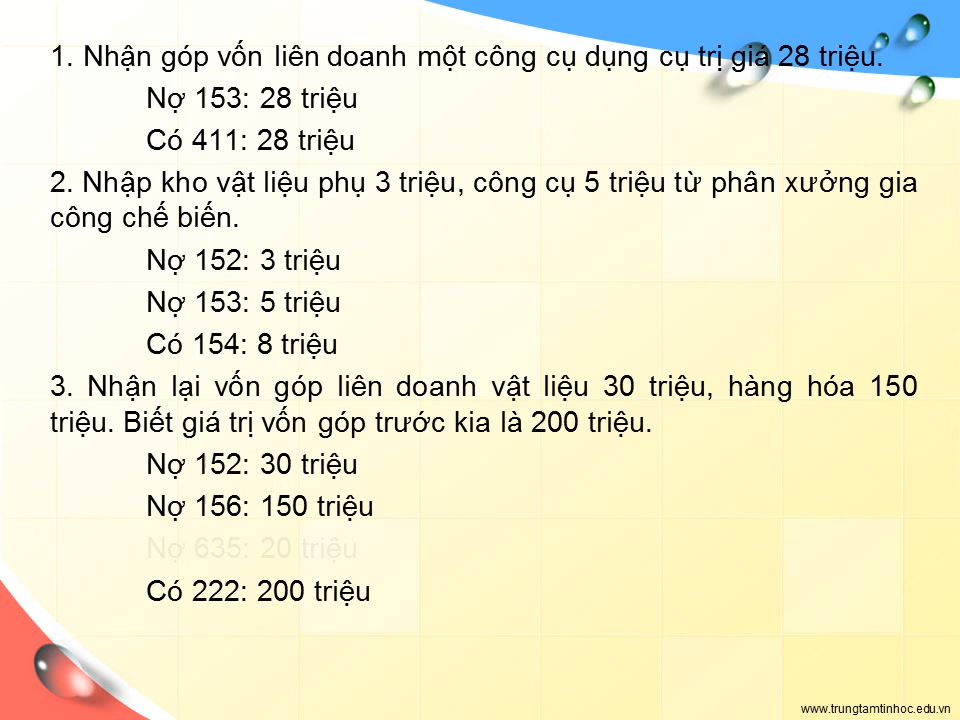 1. Nhận góp vốn liên doanh một công cụ dụng cụ trị giá 28 triệu.
Nợ 153: 28 triệu
Có 411: 28 triệu
2. Nhập kho vật liệu phụ 3 triệu, công cụ 5 triệu từ phân xưởng gia
công chế biến.
Nợ 152: 3 triệu
Nợ 153: 5 triệu
Có 154: 8 triệu
3. Nhận lại vốn góp liên doanh vật liệu 30 triệu, hàng hóa 150
triệu. Biết giá trị vốn góp trước kia là 200 triệu.
Nợ 152: 30 triệu
Nợ 156: 150 triệu
Nợ 635: 20 triệu
Có 222: 200 triệu
www.trungtamtinhoc.edu.vn